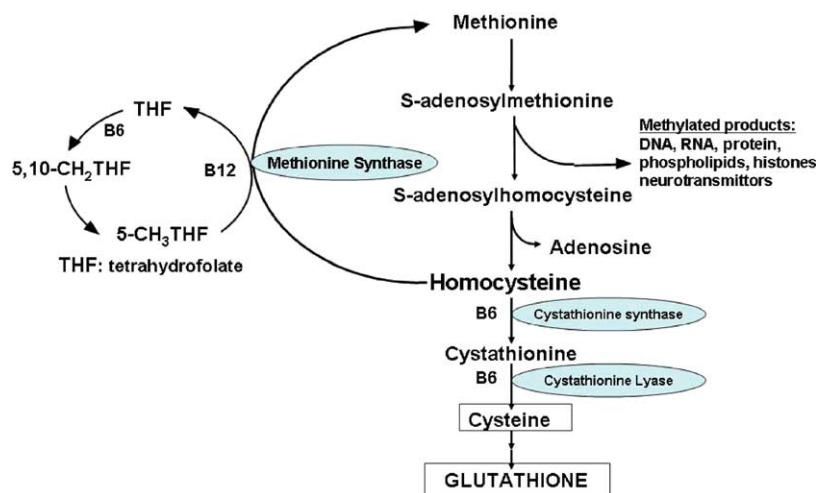 Methionine
S-adenosylmethionine
Methylated products:
DNA, RNA, protein,
phospholipids, histones
neurotransmittors
THF
B6
5,10-CH₂THF
B12
Methionine Synthase
5-CH₃THF
THF: tetrahydrofolate
S-adenosylhomocysteine
Adenosine
Homocysteine
B6
Cystathionine synthase
Cystathionine
B6
Cystathionine Lyase
Cysteine
GLUTATHIONE